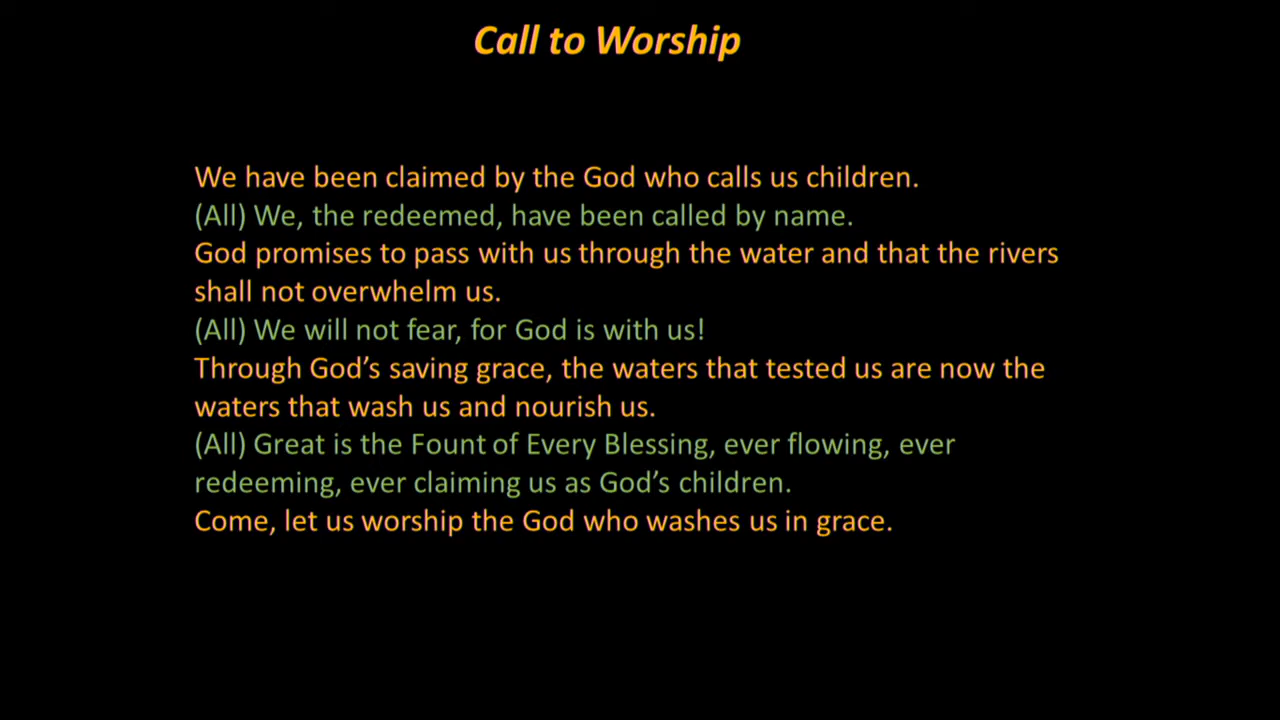 Call to Worship
We have been claimed by the God who calls us children.
(All) We, the redeemed, have been called by name.
God promises to pass with us through the water and that the rivers
shall not overwhelm us.
(All) We will not fear, for God is with us!
Through God’s saving grace, the waters that tested us are now the
waters that wash us and nourish us.
(All) Great is the Fount of Every Blessing, ever flowing, ever
redeeming, ever claiming us as God’s children.
Come, let us worship the God who washes us in grace.